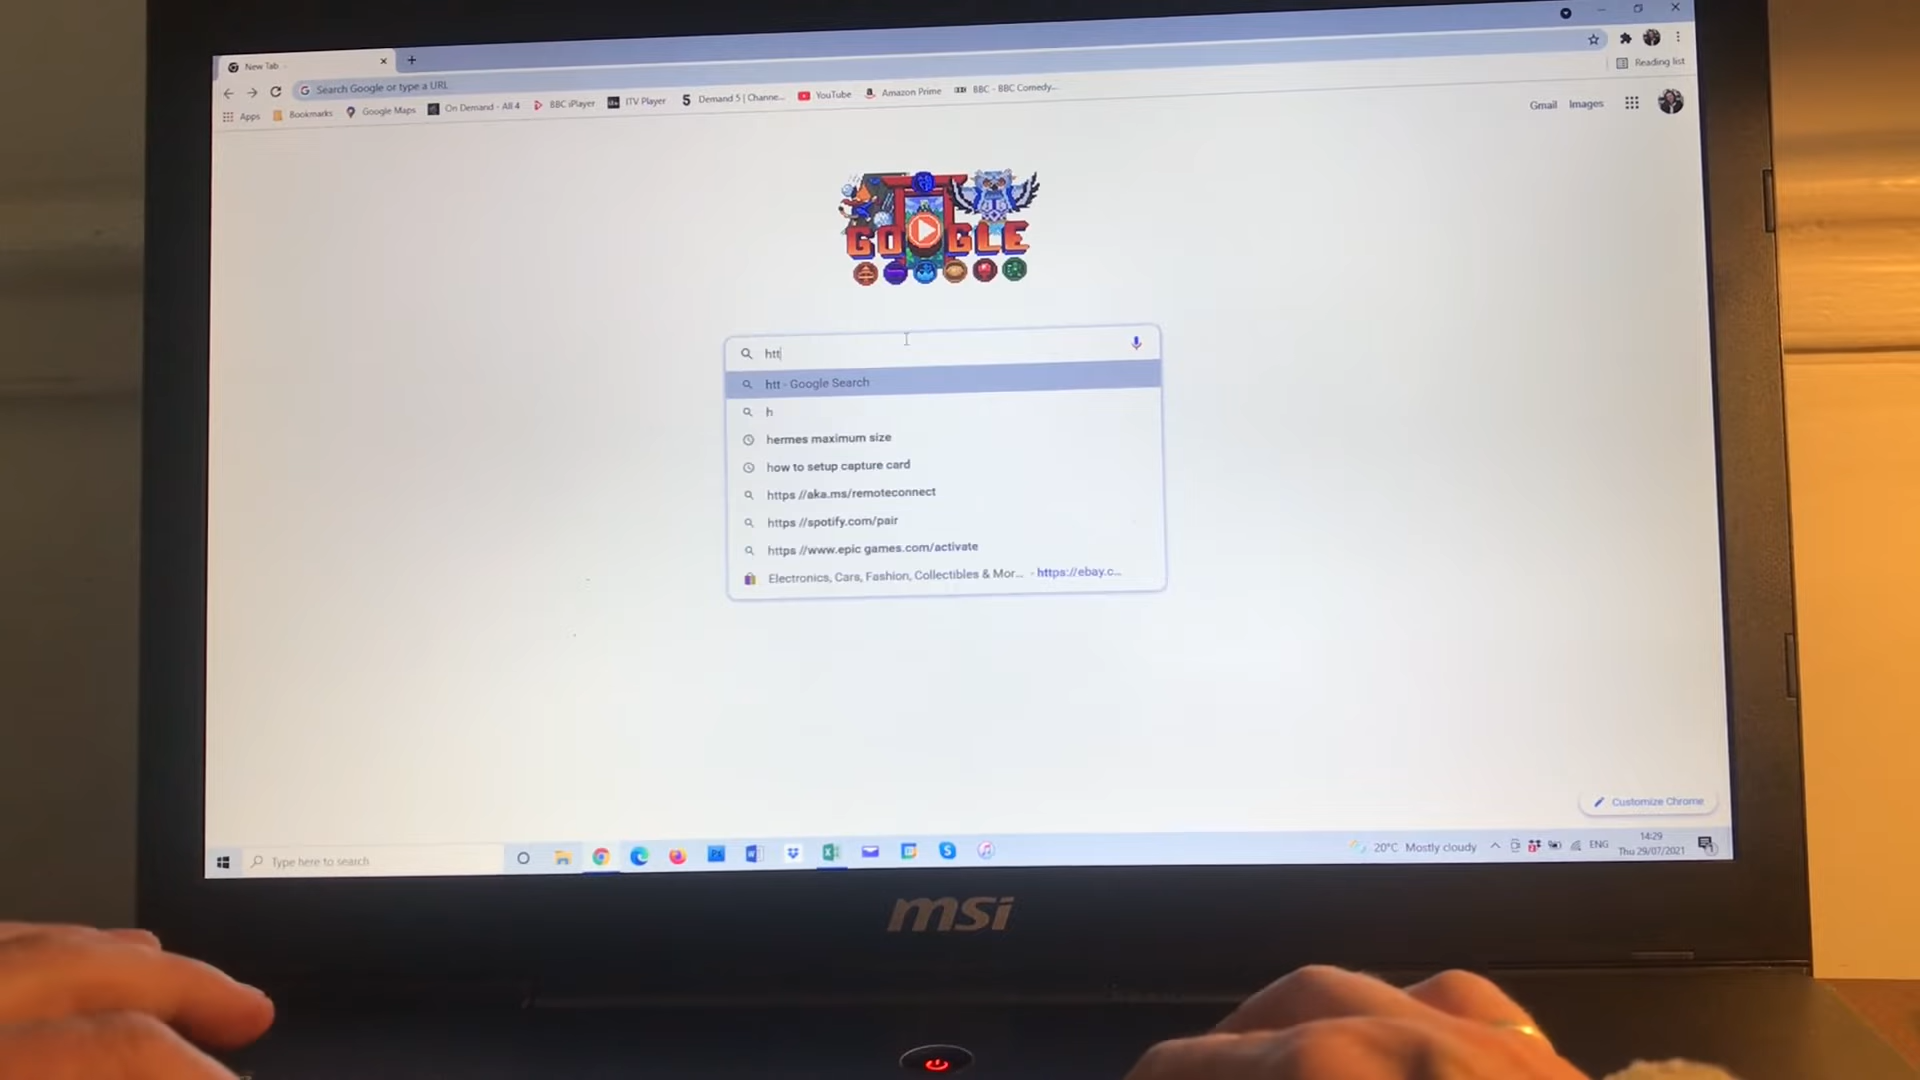 New Tab
Search Google or type a URL
Reading list
Apps
Bookmarks
Google Maps
On Demand - All 4
BBC iPlayer
ITV Player
5 Demand 5 | Channe...
YouTube
Amazon Prime
BBC - BBC Comedy...
Gmail
Images
GOOGLE
htt
htt - Google Search
h
hermes maximum size
how to setup capture card
https //aka.ms/remoteconnect
https //spotify.com/pair
https //www.epic games.com/activate
Electronics, Cars, Fashion, Collectibles & Mor... - https://ebay.c...
Customize Chrome
Type here to search
20°C Mostly cloudy
ENG
14:29
Thu 29/07/2021
msi